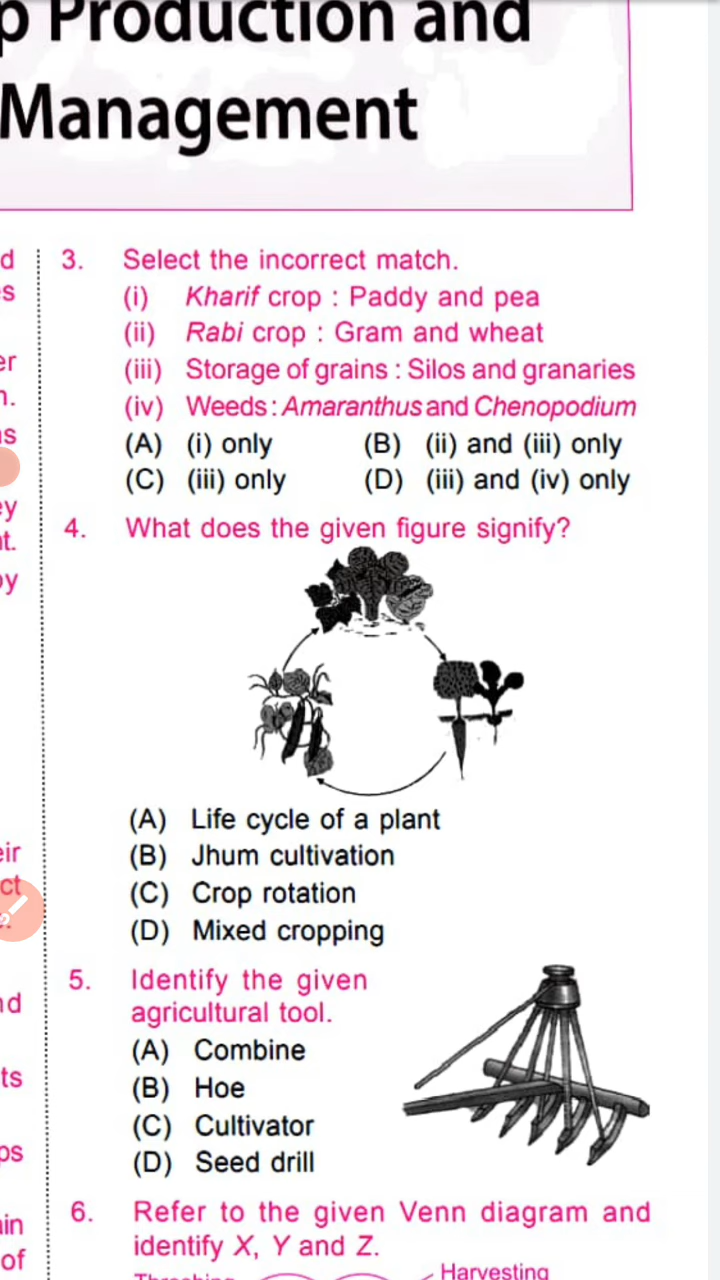 Production and
Management
3. Select the incorrect match.
(i) Kharif crop : Paddy and pea
(ii) Rabi crop : Gram and wheat
(iii) Storage of grains : Silos and granaries
(iv) Weeds : Amaranthus and Chenopodium
(A) (i) only (B) (ii) and (iii) only
(C) (iii) only (D) (iii) and (iv) only
4. What does the given figure signify?
(A) Life cycle of a plant
(B) Jhum cultivation
(C) Crop rotation
(D) Mixed cropping
5. Identify the given
agricultural tool.
(A) Combine
(B) Hoe
(C) Cultivator
(D) Seed drill
6. Refer to the given Venn diagram and
identify X, Y and Z.
Harvesting